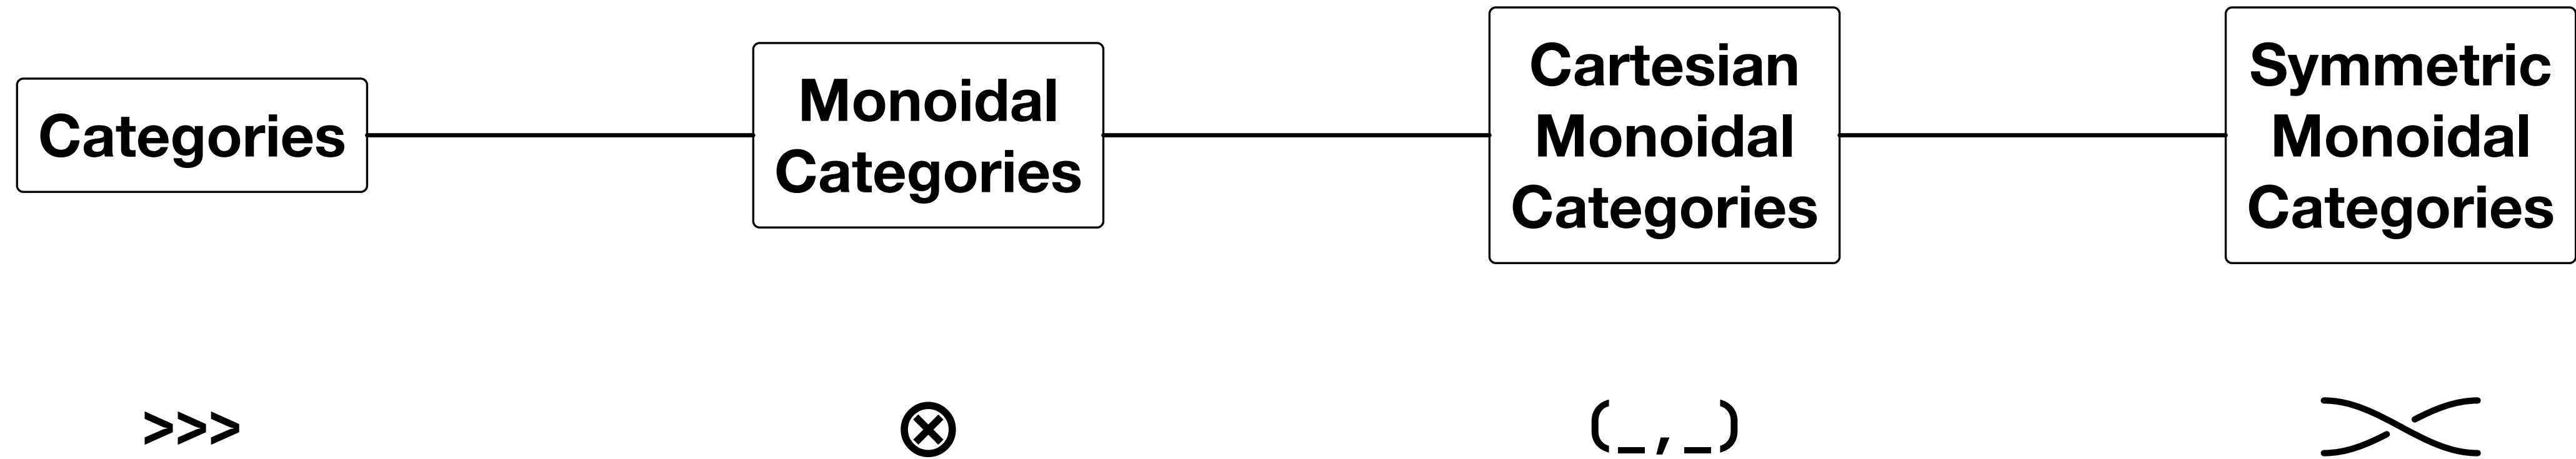 Categories
Monoidal
Categories
Cartesian
Monoidal
Categories
Symmetric
Monoidal
Categories
>>>
⊗
(_,_)